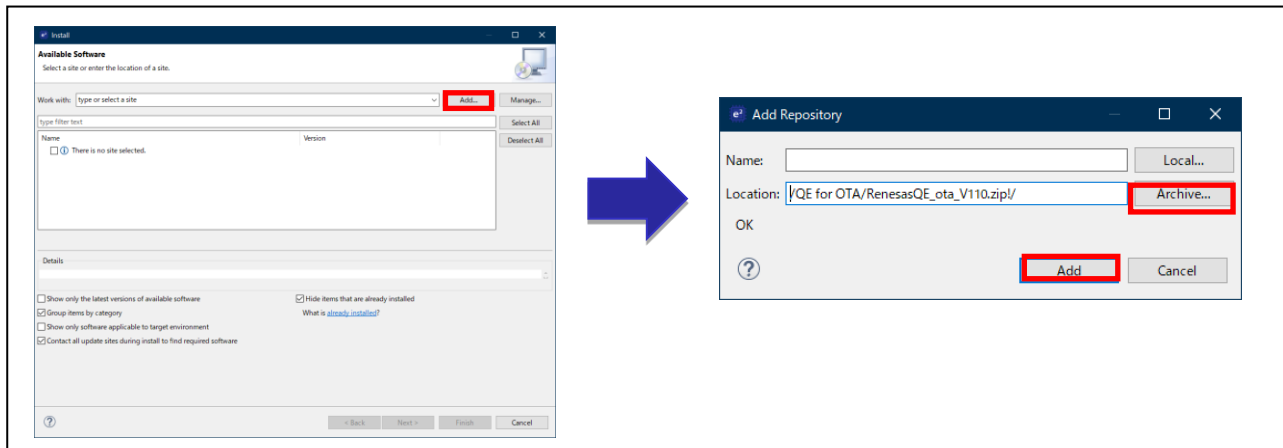 e² Install
Available Software
Select a site or enter the location of a site.
Work with: type or select a site Add... Manage...
type filter text Select All
Name Version Deselect All
There is no site selected.
Details
Show only the latest versions of available software Hide items that are already installed
Group items by category What is already installed?
Show only software applicable to target environment
Contact all update sites during install to find required software
? < Back Next > Finish Cancel
e² Add Repository
Name: Local...
Location: /QE for OTA/RenesasQE_ota_V110.zip!/ Archive...
OK
? Add Cancel